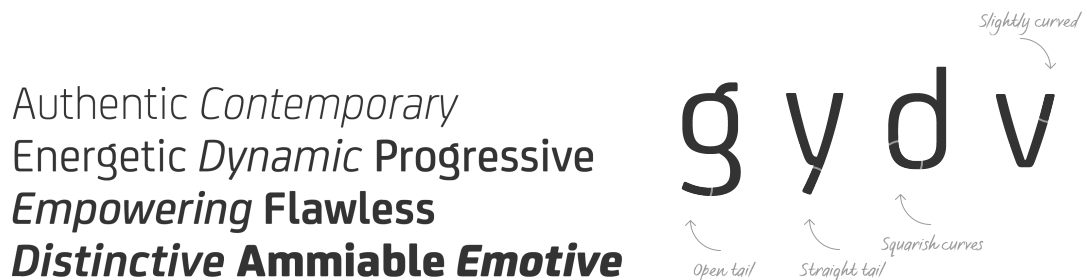 Authentic Contemporary
Energetic Dynamic Progressive
Empowering Flawless
Distinctive Ammiable Emotive
Slightly curved
g y d v
Squarish curves
Open tail Straight tail